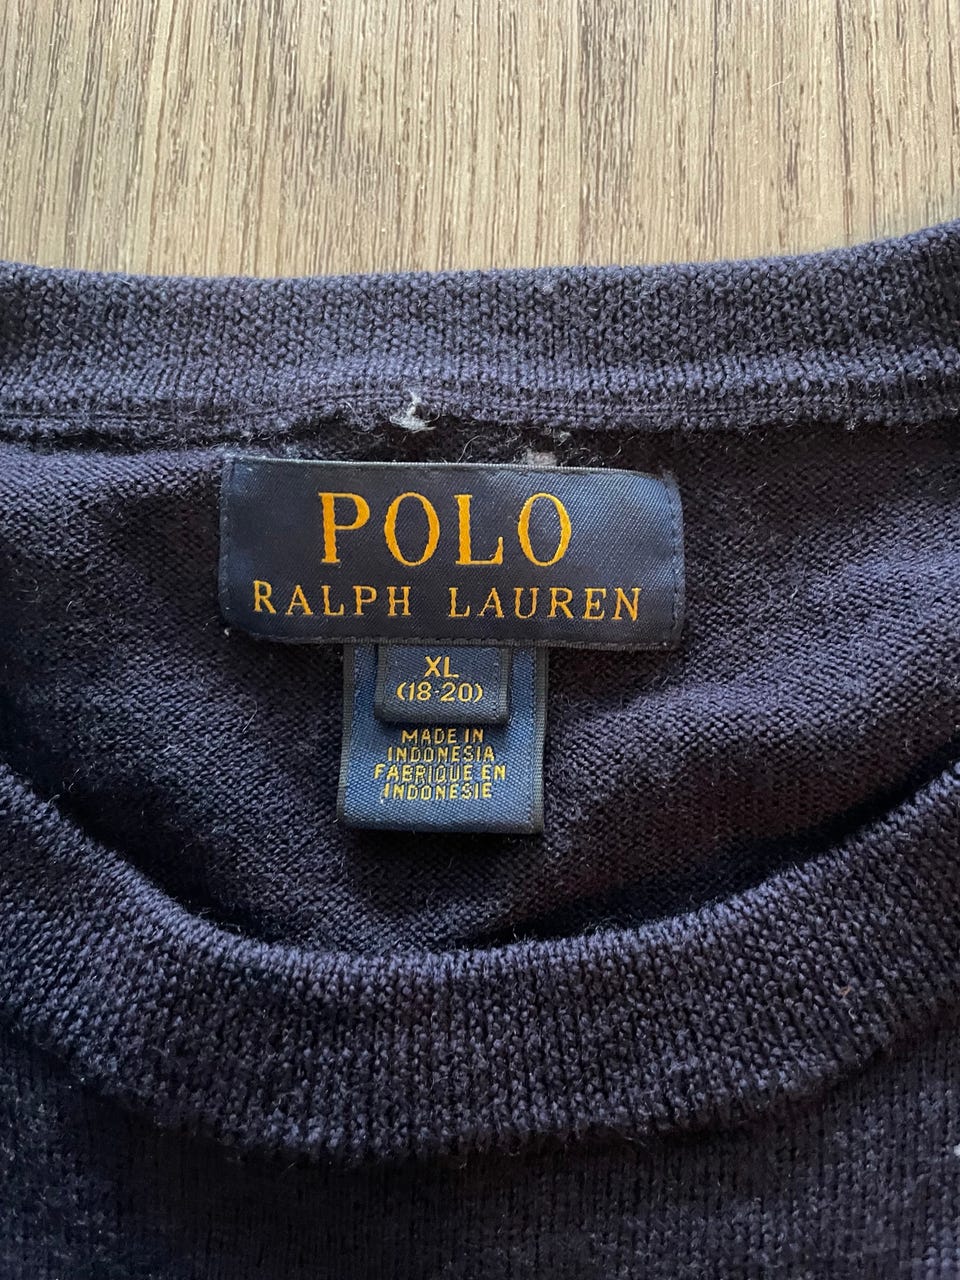 POLO
RALPH LAUREN
XL
(18-20)
MADE IN
INDONESIA
FABRIQUE EN
INDONESIE